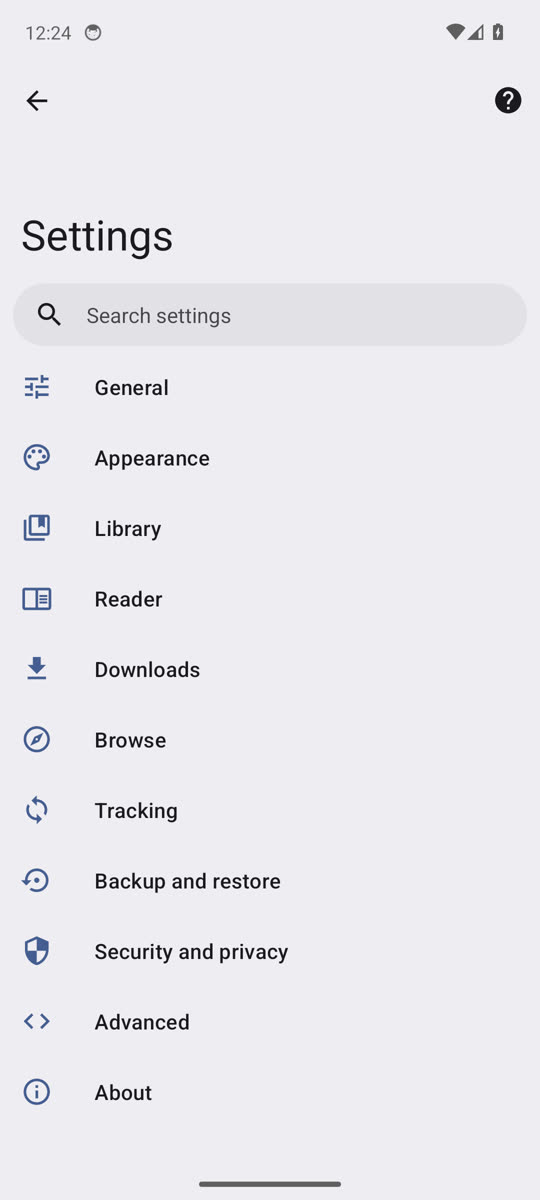 12:24
Settings
Search settings
General
Appearance
Library
Reader
Downloads
Browse
Tracking
Backup and restore
Security and privacy
Advanced
About